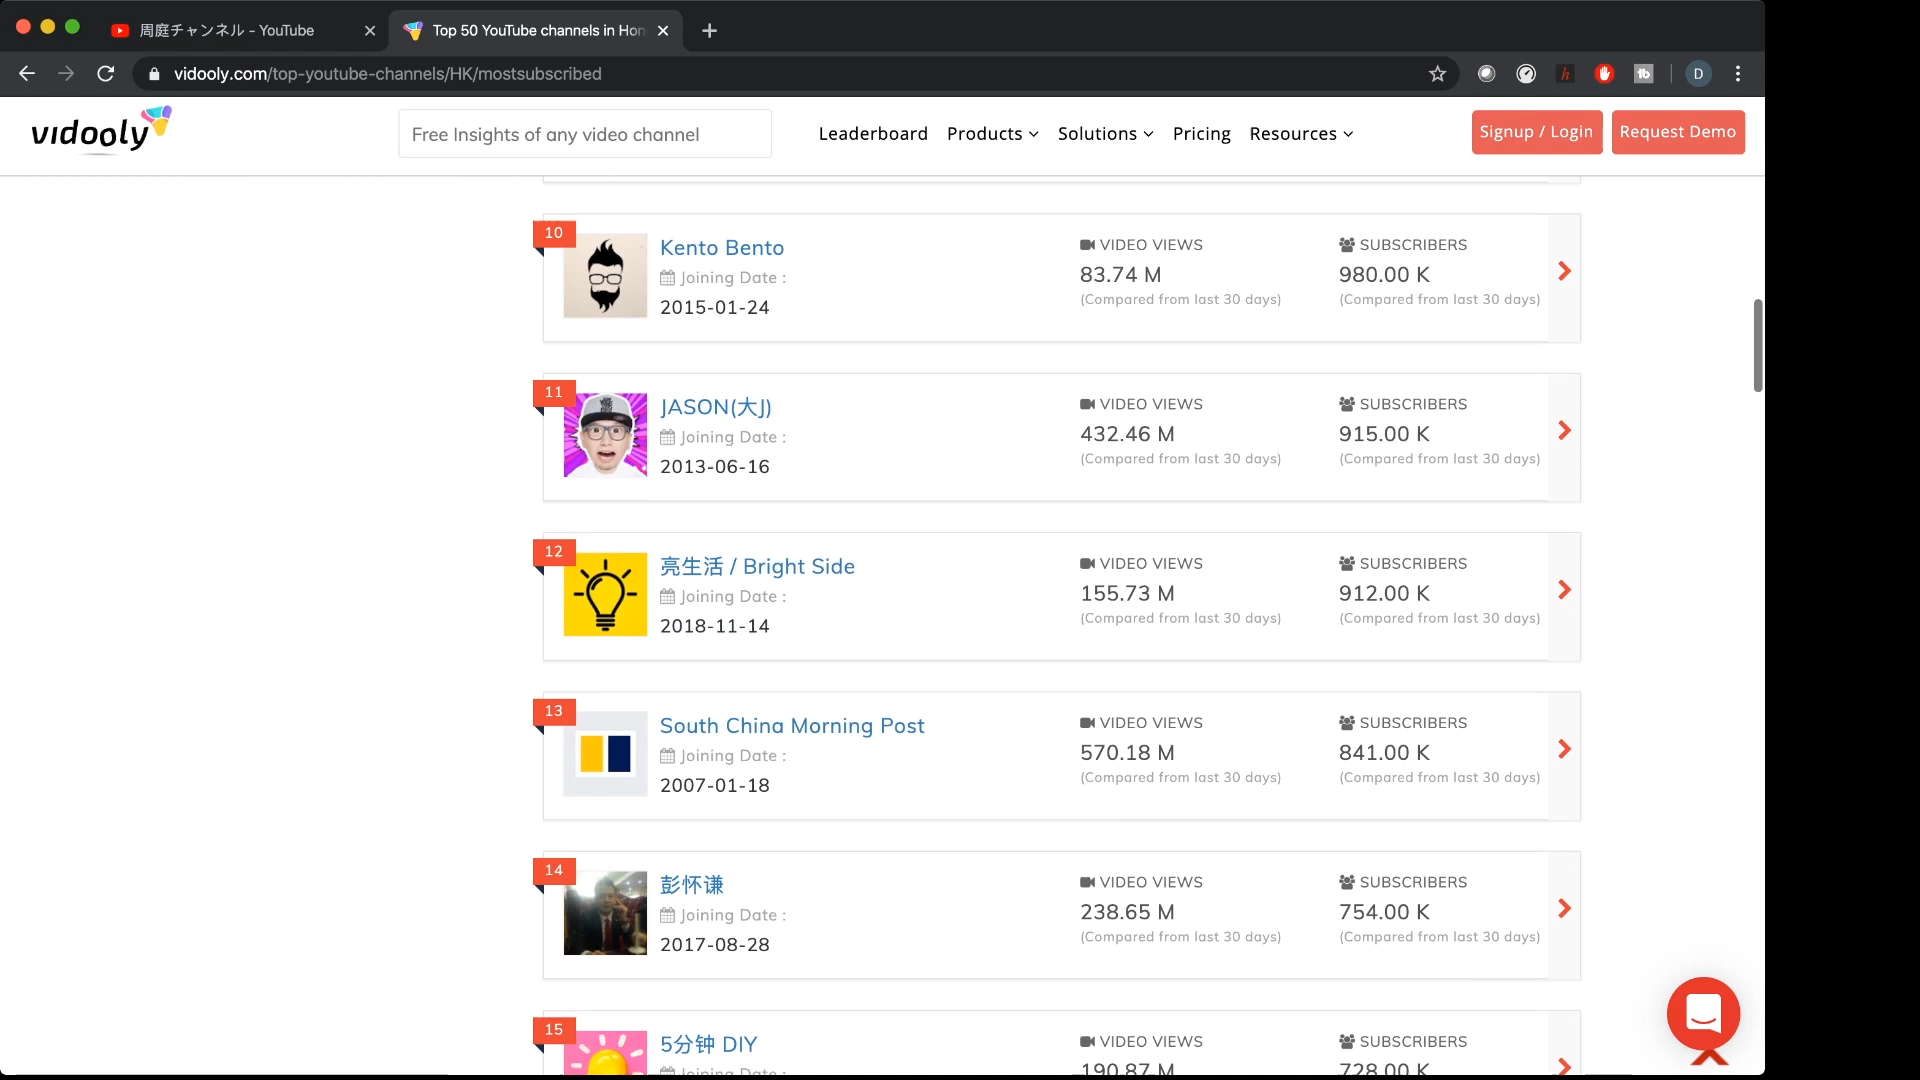 周庭チャンネル - YouTube
Top 50 YouTube channels in Hon
vidooly.com/top-youtube-channels/HK/mostsubscribed
D
vidooly
Free Insights of any video channel
Leaderboard Products Solutions Pricing Resources
Signup / Login Request Demo
10
Kento Bento
Joining Date :
2015-01-24
VIDEO VIEWS
83.74 M
(Compared from last 30 days)
SUBSCRIBERS
980.00 K
(Compared from last 30 days)
11
JASON(大J)
Joining Date :
2013-06-16
VIDEO VIEWS
432.46 M
(Compared from last 30 days)
SUBSCRIBERS
915.00 K
(Compared from last 30 days)
12
亮生活 / Bright Side
Joining Date :
2018-11-14
VIDEO VIEWS
155.73 M
(Compared from last 30 days)
SUBSCRIBERS
912.00 K
(Compared from last 30 days)
13
South China Morning Post
Joining Date :
2007-01-18
VIDEO VIEWS
570.18 M
(Compared from last 30 days)
SUBSCRIBERS
841.00 K
(Compared from last 30 days)
14
彭怀谦
Joining Date :
2017-08-28
VIDEO VIEWS
238.65 M
(Compared from last 30 days)
SUBSCRIBERS
754.00 K
(Compared from last 30 days)
15
5分钟 DIY
Joining Date :
VIDEO VIEWS
190.87 M
SUBSCRIBERS
728.00 K